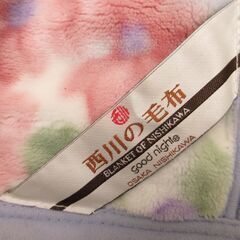 西川の毛布
BLANKET OF NISHIKAWA
good night
OSAKA NISHIKAWA